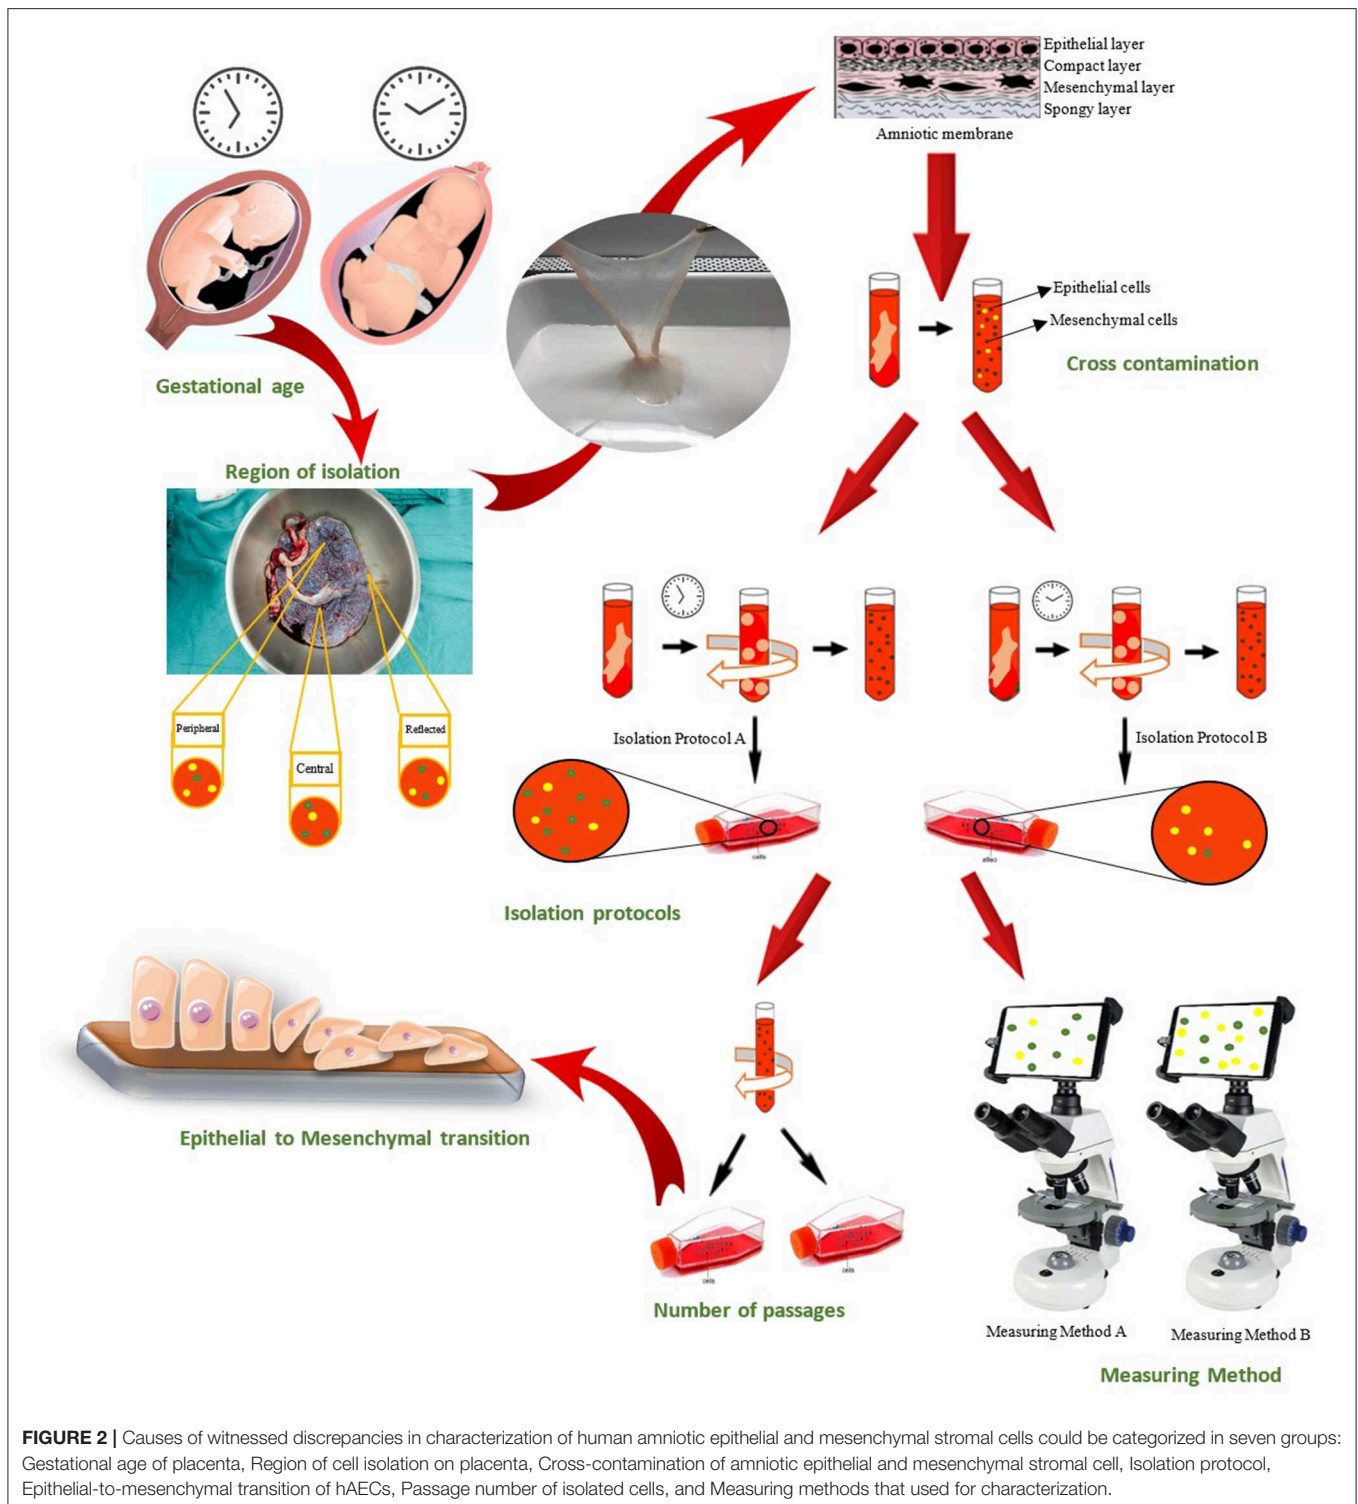 Epithelial layer
Compact layer
Mesenchymal layer
Spongy layer
Amniotic membrane
Epithelial cells
Mesenchymal cells
Cross contamination
Gestational age
Region of isolation
Peripheral
Central
Reflected
Isolation Protocol A
Isolation Protocol B
cells
cells
Isolation protocols
Epithelial to Mesenchymal transition
cells
cells
Number of passages
Measuring Method A
Measuring Method B
Measuring Method
FIGURE 2 | Causes of witnessed discrepancies in characterization of human amniotic epithelial and mesenchymal stromal cells could be categorized in seven groups:
Gestational age of placenta, Region of cell isolation on placenta, Cross-contamination of amniotic epithelial and mesenchymal stromal cell, Isolation protocol,
Epithelial-to-mesenchymal transition of hAECs, Passage number of isolated cells, and Measuring methods that used for characterization.